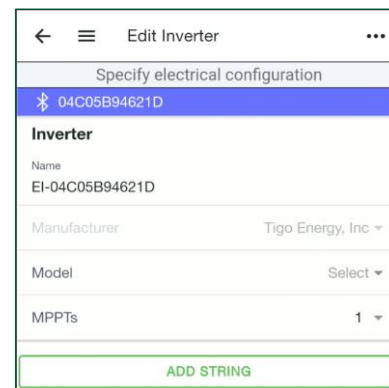 Edit Inverter
Specify electrical configuration
04C05B94621D
Inverter
Name
EI-04C05B94621D
Manufacturer Tigo Energy, Inc
Model Select
MPPTs 1
ADD STRING